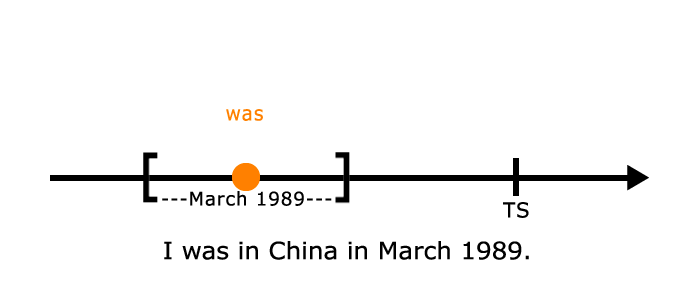 was
---March 1989---
TS
I was in China in March 1989.